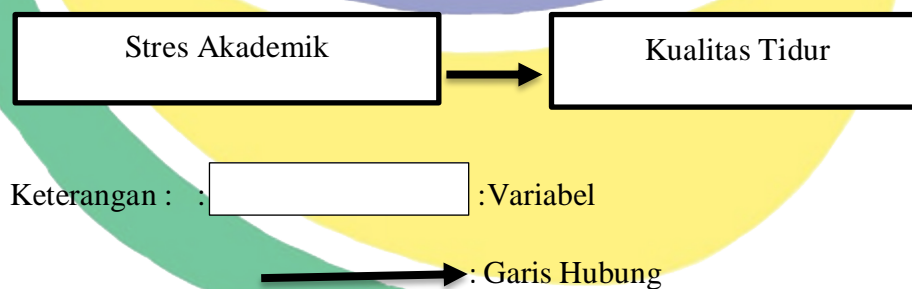 Stres Akademik
Kualitas Tidur
Keterangan : : :Variabel
: Garis Hubung